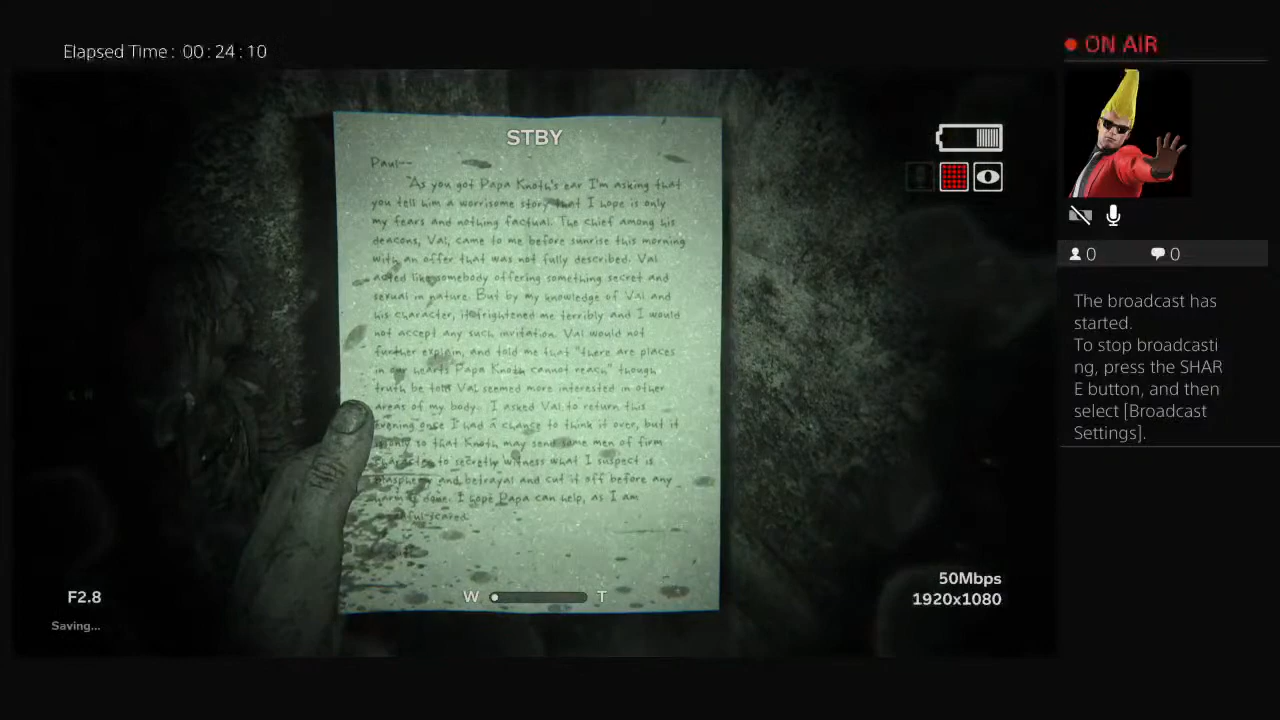 Elapsed Time: 00:24:10
ON AIR
STBY
Paul--
"As you got Papa Knoth's ear I'm asking that
you tell him a worrisome story that I hope is only
my fears and nothing factual. The chief among his
deacons, Val, came to me before sunrise this morning
with an offer that was not fully described. Val
acted like somebody offering something secret and
sexual in nature. But by my knowledge of Val and
his character, it frightened me terribly and I would
not accept any such invitation. Val would not
further explain, and told me that "there are places
in our hearts Papa Knoth cannot reach" though
truth be told Val seemed more interested in other
areas of my body. I asked Val to return this
evening once I had a chance to think it over, but it
is only so that Knoth may send some men of firm
character to secretly witness what I suspect is
blasphemy and betrayal and cut it off before any
harm is done. I hope Papa can help, as I am
scared.
0
0
The broadcast has
started.
To stop broadcasti
ng, press the SHAR
E button, and then
select [Broadcast
Settings].
50Mbps
1920x1080
F2.8
W
T
Saving...